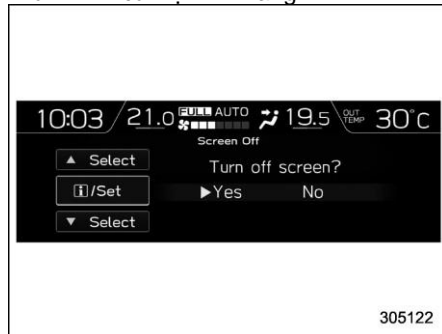 10:03 21.0 FULL AUTO 19.5 OUT TEMP 30°C
Screen Off
▲ Select
Turn off screen?
i/Set
▶Yes No
▼ Select
305122